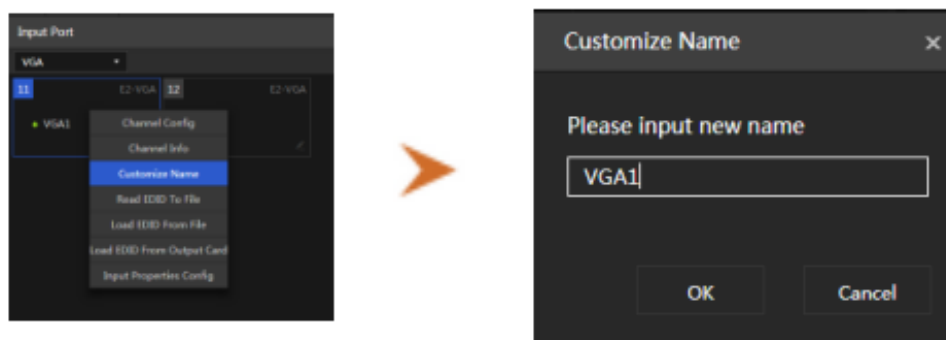 Input Port
VGA
11 E2-VGA 12 E2-VGA
VGA1
Channel Config
Channel Info
Customize Name
Read EDID To File
Load EDID From File
Load EDID From Output Card
Input Properties Config
Customize Name ×
Please input new name
VGA1
OK Cancel